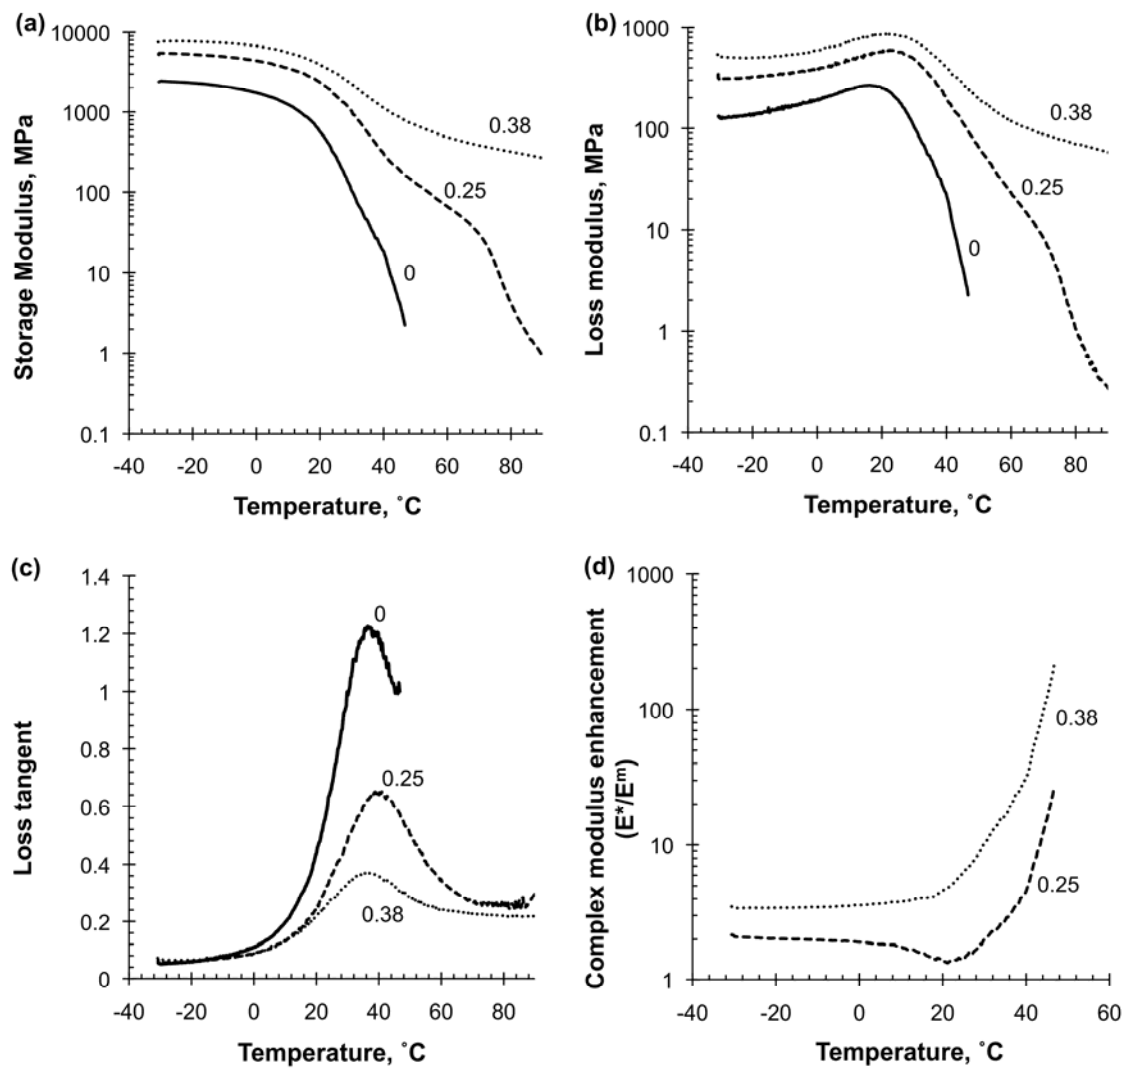 (a)
10000
1000
100
10
1
0.1
-40 -20 0 20 40 60 80
Storage Modulus, MPa
Temperature, ˚C
0.38
0.25
0
(b)
1000
100
10
1
0.1
-40 -20 0 20 40 60 80
Loss modulus, MPa
Temperature, ˚C
0.38
0.25
0
(c)
1.4
1.2
1
0.8
0.6
0.4
0.2
0
-40 -20 0 20 40 60 80
Loss tangent
Temperature, ˚C
0
0.25
0.38
(d)
1000
100
10
1
-40 -20 0 20 40 60
Complex modulus enhancement
(E*/Eᵐ)
Temperature, ˚C
0.38
0.25